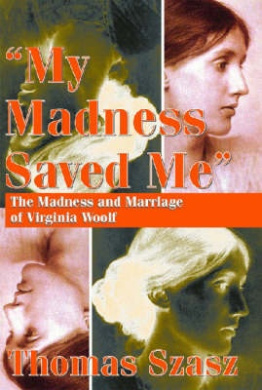 "My
Madness
Saved Me"
The Madness and Marriage
of Virginia Woolf
Thomas Szasz